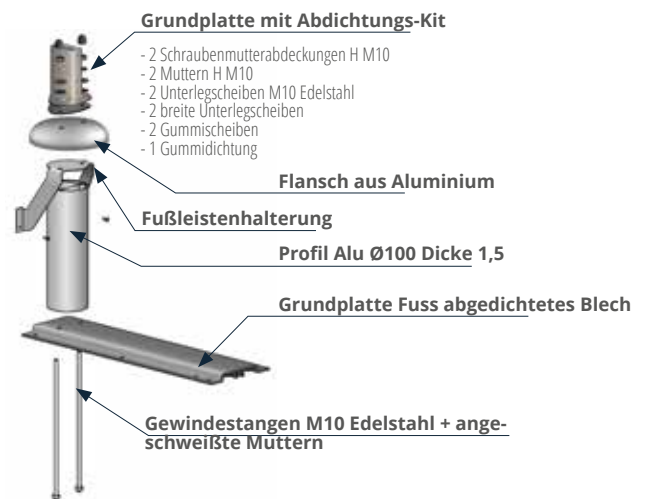 Grundplatte mit Abdichtungs-Kit
- 2 Schraubenmutterabdeckungen H M10
- 2 Muttern H M10
- 2 Unterlegscheiben M10 Edelstahl
- 2 breite Unterlegscheiben
- 2 Gummischeiben
- 1 Gummidichtung
Flansch aus Aluminium
Fußleistenhalterung
Profil Alu Ø100 Dicke 1,5
Grundplatte Fuss abgedichtetes Blech
Gewindestangen M10 Edelstahl + ange-
schweißte Muttern